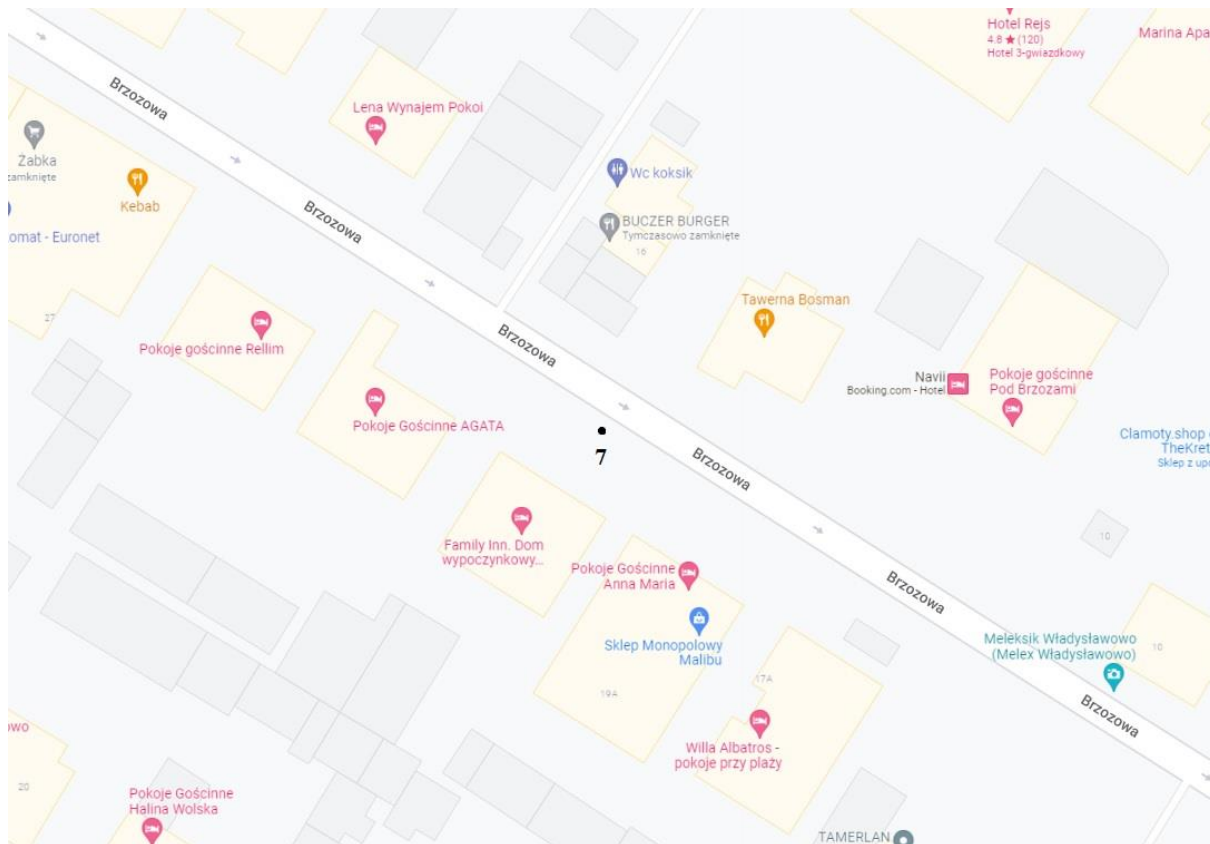 Hotel Rejs
4.8 ★ (120)
Hotel 3-gwiazdkowy
Marina Apa
Brzozowa
Lena Wynajem Pokoi
Żabka
zamknięte
Kebab
Wc koksik
Brzozowa
BUCZER BURGER
Tymczasowo zamknięte
16
omat - Euronet
Tawerna Bosman
27
Pokoje gościnne Rellim
Brzozowa
Navii
Booking.com - Hotel
Pokoje gościnne
Pod Brzozami
Pokoje Gościnne AGATA
7
Brzozowa
Clamoty.shop
TheKret
Sklep z upo
10
Family Inn. Dom
wypoczynkowy...
Pokoje Gościnne
Anna Maria
Brzozowa
Sklep Monopolowy
Malibu
Meleksik Władysławowo
(Melex Władysławowo)
10
17A
19A
Brzozowa
wo
Willa Albatros -
pokoje przy plaży
20
Pokoje Gościnne
Halina Wolska
TAMERLAN